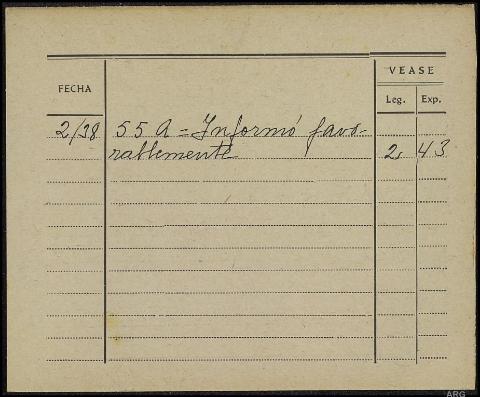 VEASE
FECHA
Leg. Exp.
2/38 55 A = Informó favo-
rablemente 2, 43
ARG